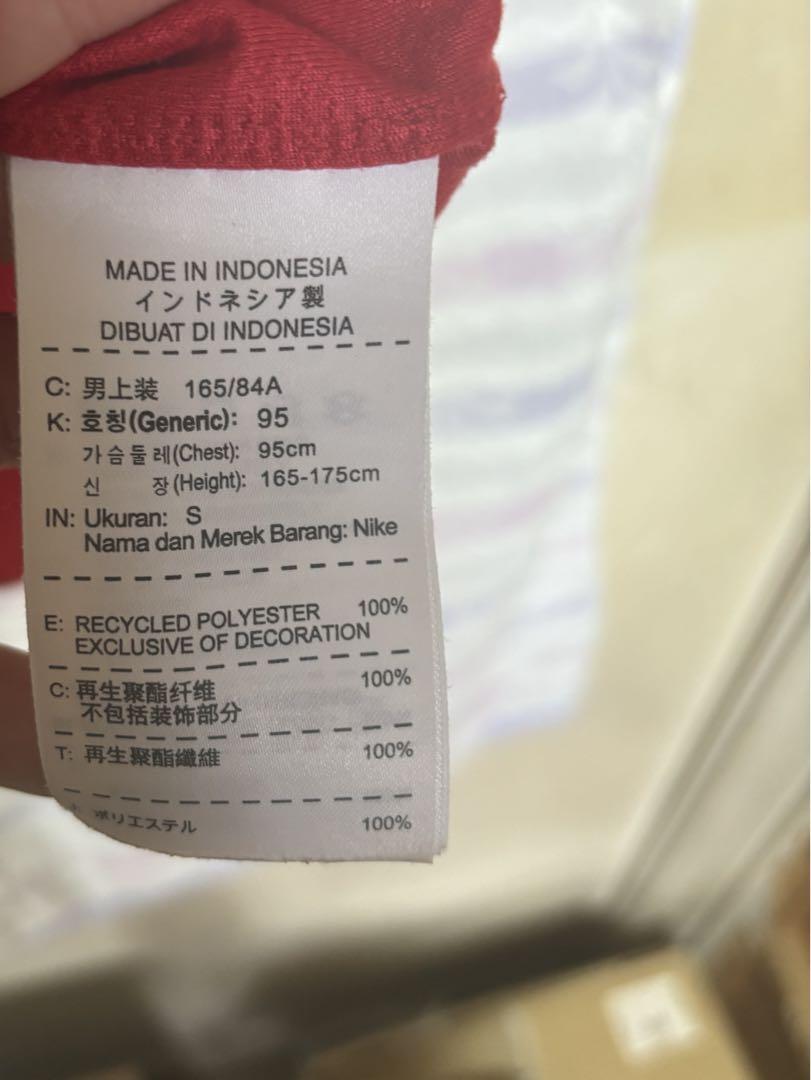 MADE IN INDONESIA
インドネシア製
DIBUAT DI INDONESIA
C: 男上装 165/84A
K: 호칭(Generic): 95
가슴둘레(Chest): 95cm
신 장(Height): 165-175cm
IN: Ukuran: S
Nama dan Merek Barang: Nike
E: RECYCLED POLYESTER 100%
EXCLUSIVE OF DECORATION
C: 再生聚酯纤维 100%
不包括装饰部分
T: 再生聚酯纖維 100%
ポリエステル 100%